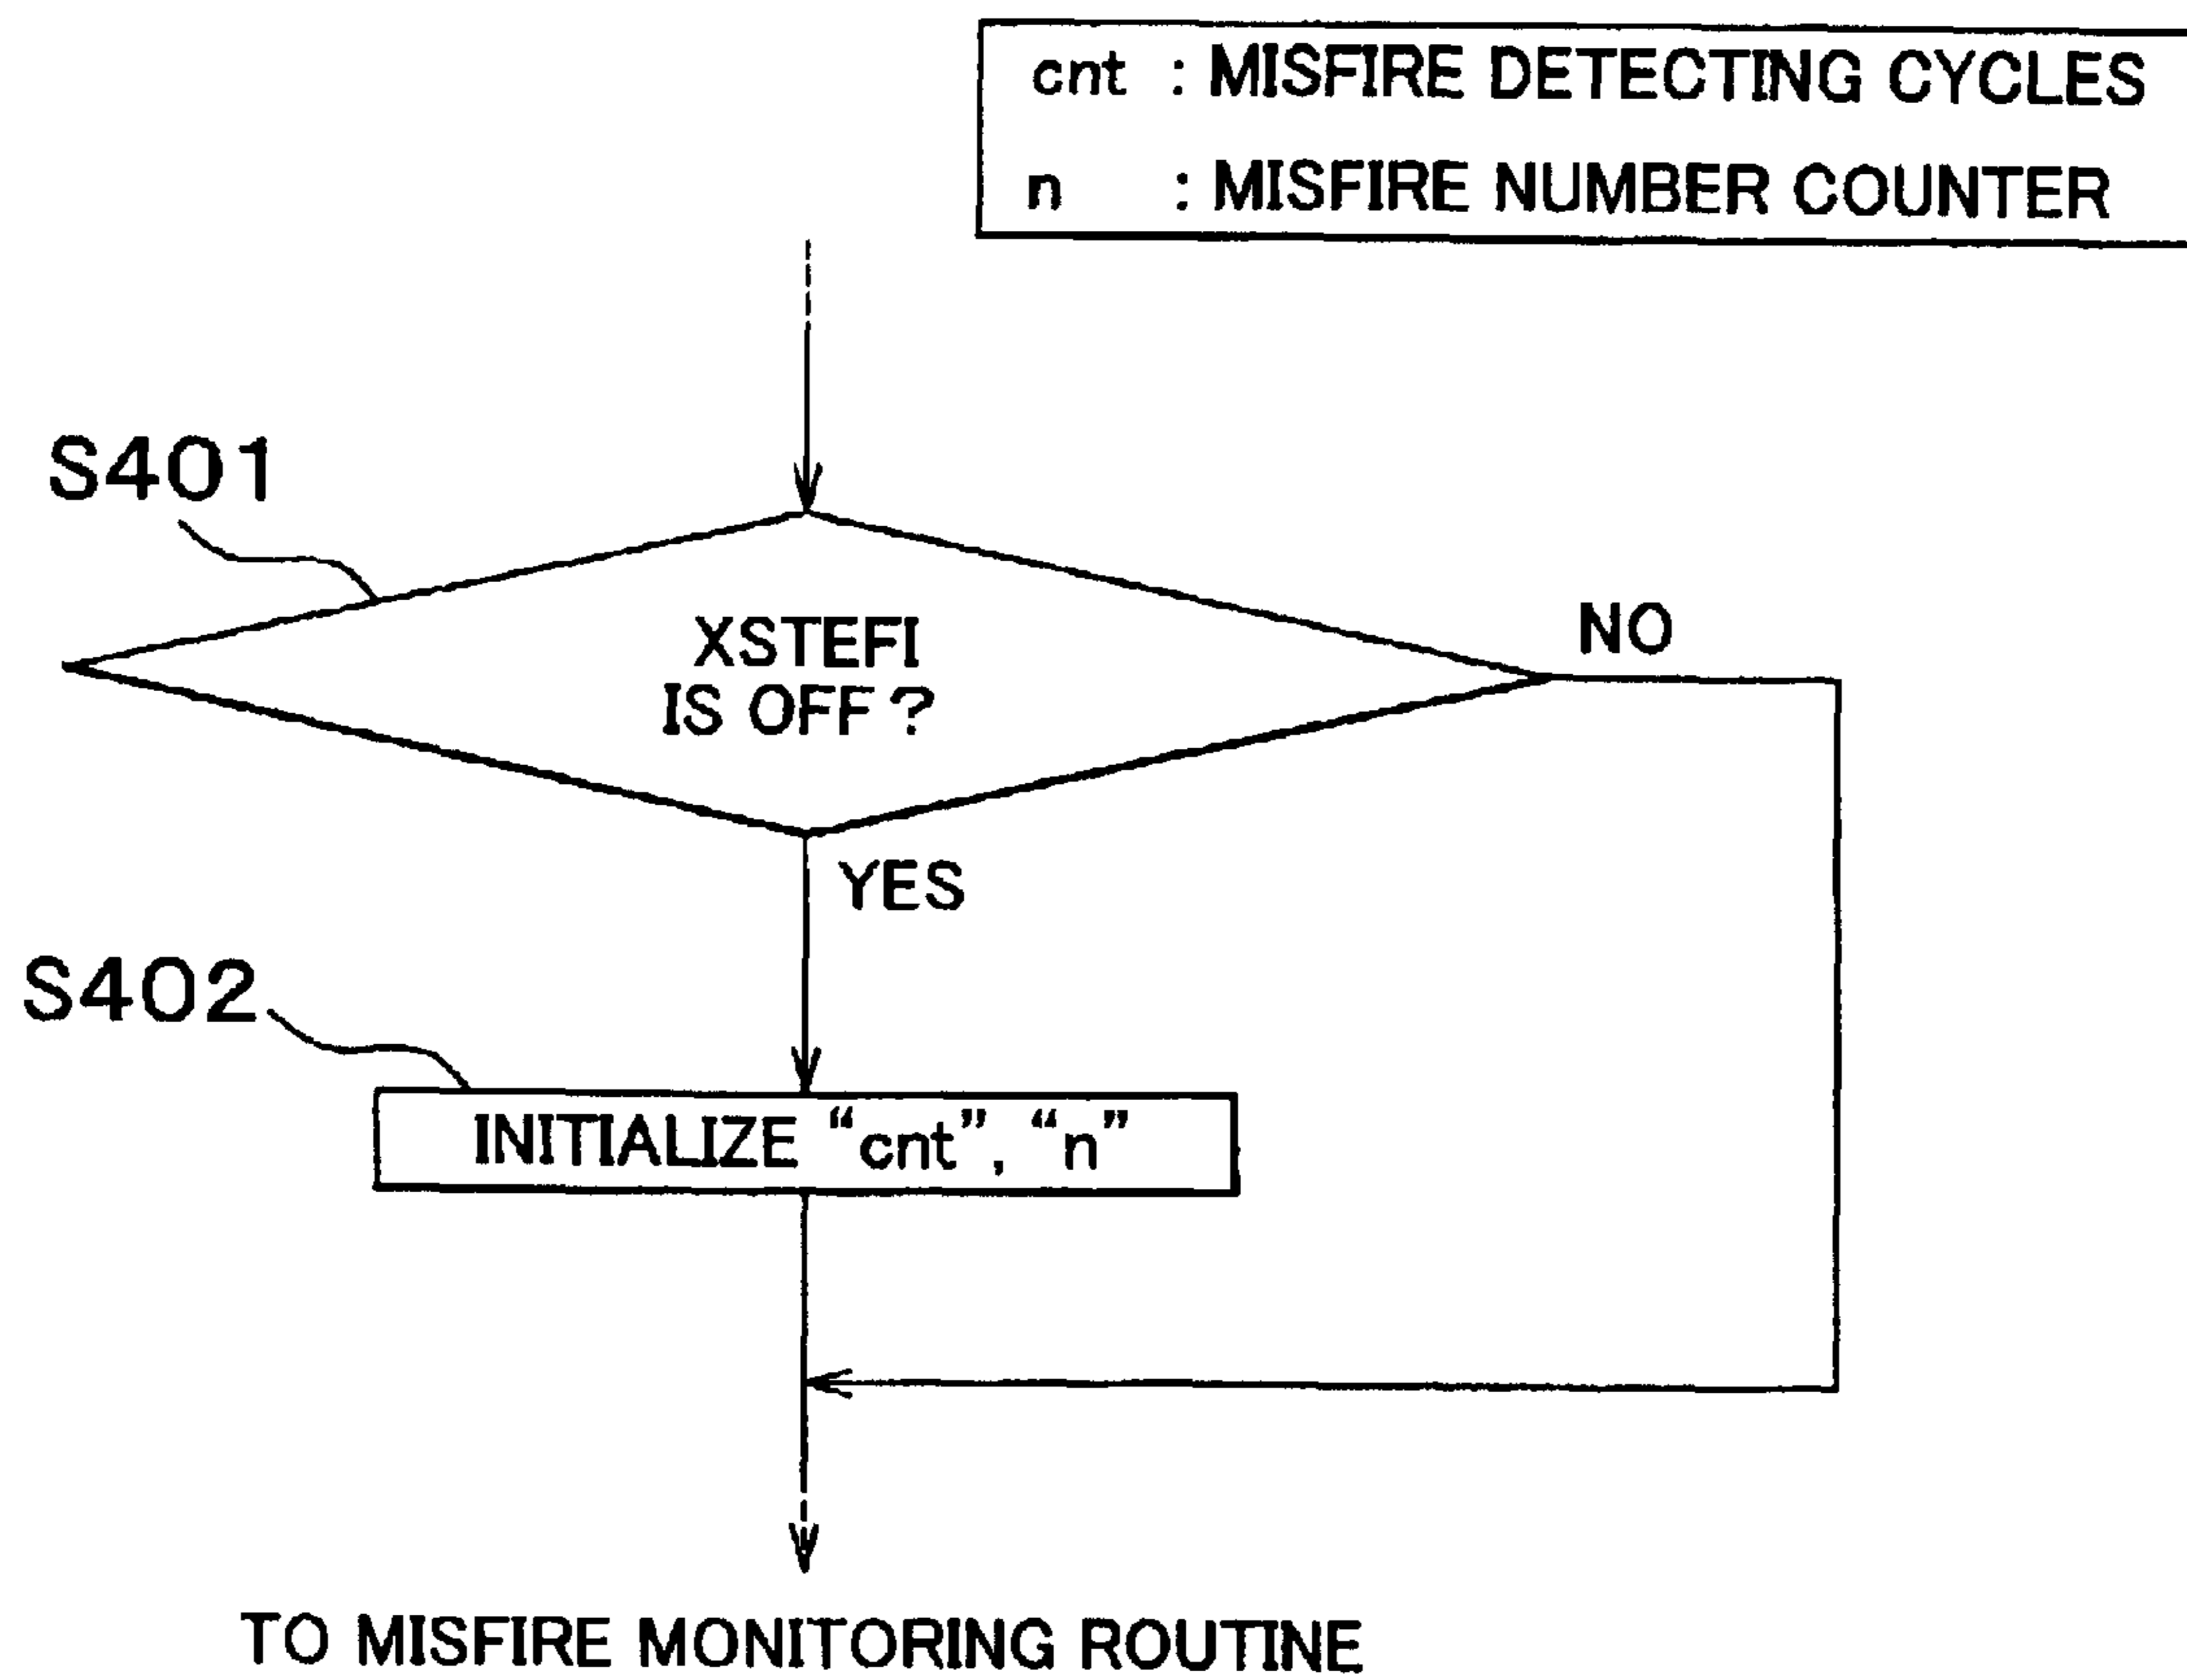 cnt : MISFIRE DETECTING CYCLES
n : MISFIRE NUMBER COUNTER
S401
XSTEFI
IS OFF ?
NO
YES
S402
INITIALIZE “cnt”, “n”
TO MISFIRE MONITORING ROUTINE